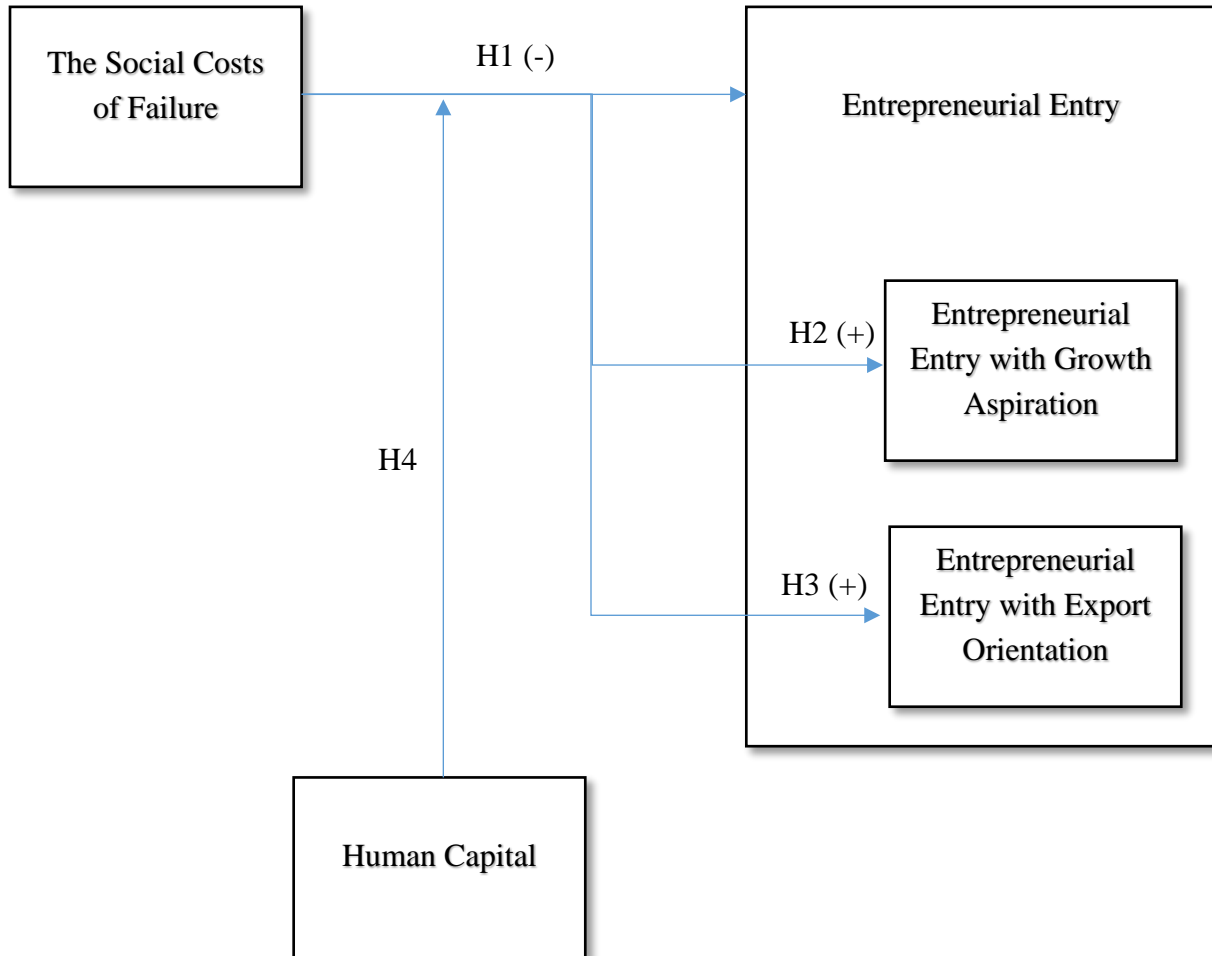 The Social Costs
of Failure
H1 (-)
Entrepreneurial Entry
H2 (+)
Entrepreneurial
Entry with Growth
Aspiration
H4
H3 (+)
Entrepreneurial
Entry with Export
Orientation
Human Capital